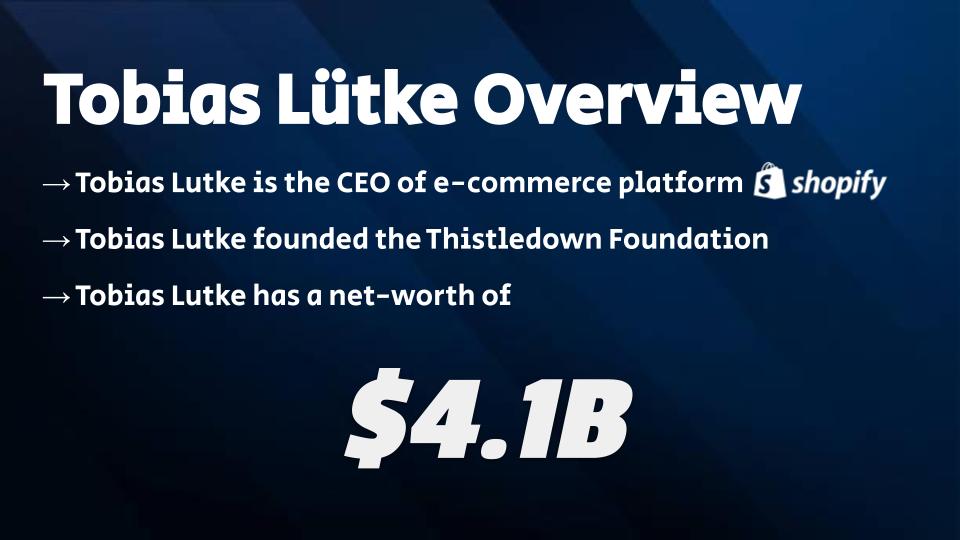 Tobias Lütke Overview
→ Tobias Lutke is the CEO of e-commerce platform shopify
→ Tobias Lutke founded the Thistledown Foundation
→ Tobias Lutke has a net-worth of
$4.1B